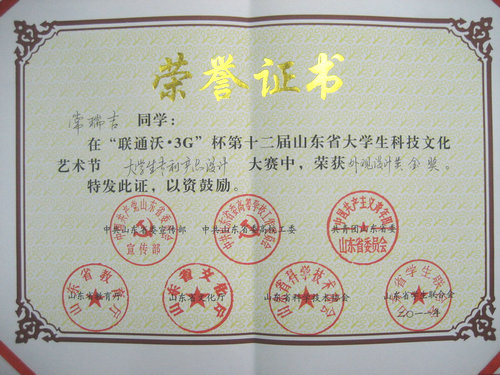 荣誉证书
常瑞吉 同学：
在“联通沃·3G”杯第十二届山东省大学生科技文化
艺术节 大学生专利产品设计 大赛中，荣获 外观设计类金奖。
特发此证，以资鼓励。
中共山东省委宣传部 中共山东省委高校工委 共青团山东省委
山东省教育厅 山东省文化厅 山东省科学技术协会 山东省学生联合会
二〇一一年